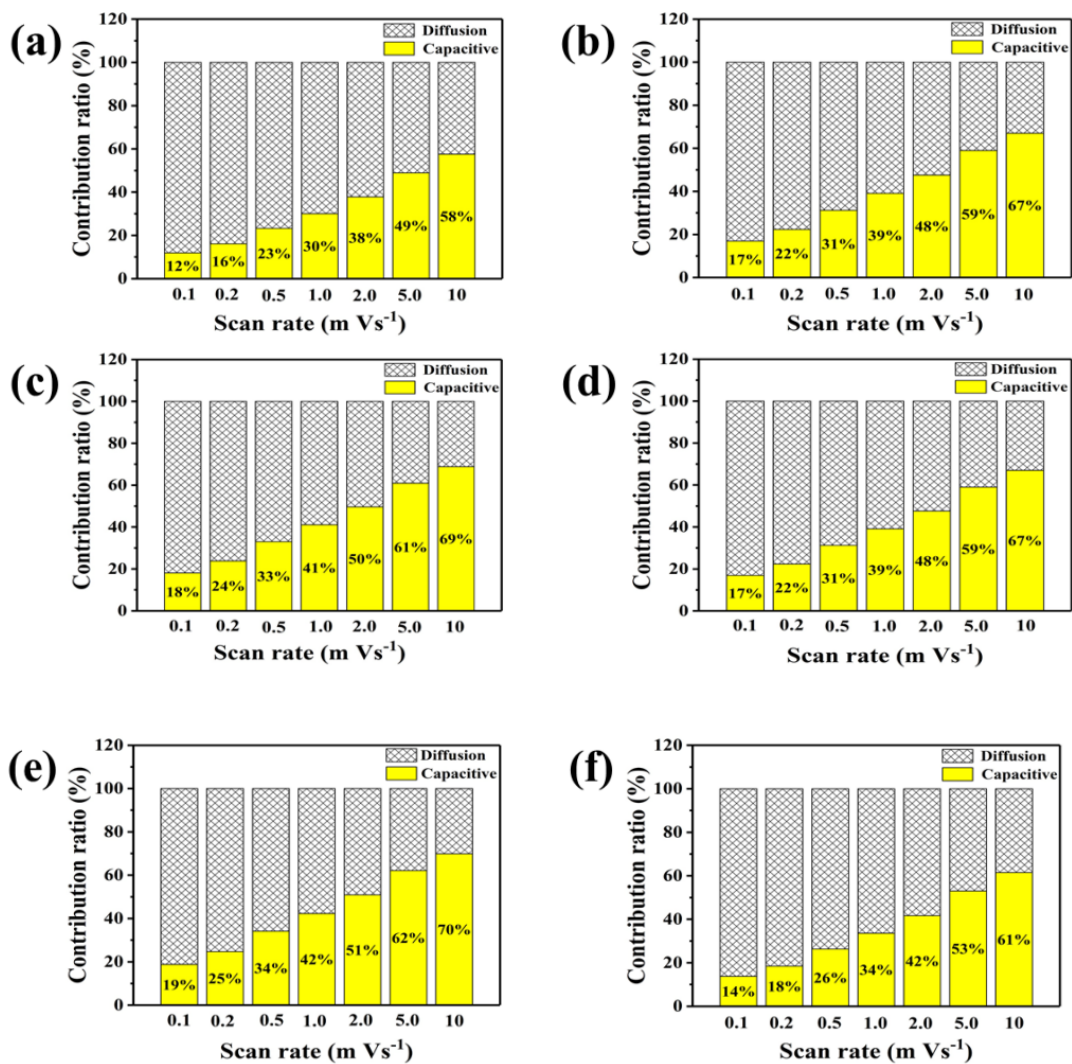 (a)
120
100
80
60
40
20
0
Contribution ratio (%)
Diffusion
Capacitive
12% 16% 23% 30% 38% 49% 58%
0.1 0.2 0.5 1.0 2.0 5.0 10
Scan rate (m Vs⁻¹)
(b)
120
100
80
60
40
20
0
Contribution ratio (%)
Diffusion
Capacitive
17% 22% 31% 39% 48% 59% 67%
0.1 0.2 0.5 1.0 2.0 5.0 10
Scan rate (m Vs⁻¹)
(c)
120
100
80
60
40
20
0
Contribution ratio (%)
Diffusion
Capacitive
18% 24% 33% 41% 50% 61% 69%
0.1 0.2 0.5 1.0 2.0 5.0 10
Scan rate (m Vs⁻¹)
(d)
120
100
80
60
40
20
0
Contribution ratio (%)
Diffusion
Capacitive
17% 22% 31% 39% 48% 59% 67%
0.1 0.2 0.5 1.0 2.0 5.0 10
Scan rate (m Vs⁻¹)
(e)
120
100
80
60
40
20
0
Contribution ratio (%)
Diffusion
Capacitive
19% 25% 34% 42% 51% 62% 70%
0.1 0.2 0.5 1.0 2.0 5.0 10
Scan rate (m Vs⁻¹)
(f)
120
100
80
60
40
20
0
Contribution ratio (%)
Diffusion
Capacitive
14% 18% 26% 34% 42% 53% 61%
0.1 0.2 0.5 1.0 2.0 5.0 10
Scan rate (m Vs⁻¹)